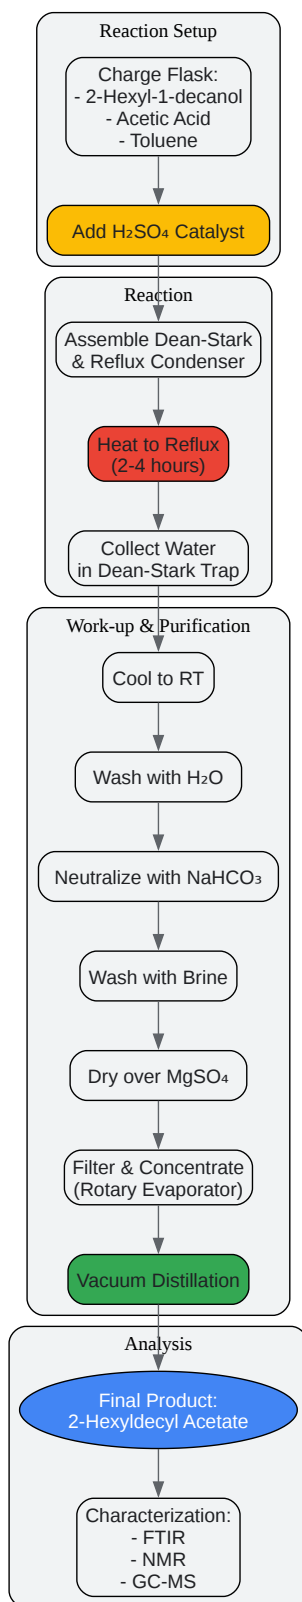 Reaction Setup
Charge Flask:
- 2-Hexyl-1-decanol
- Acetic Acid
- Toluene
Add H₂SO₄ Catalyst
Reaction
Assemble Dean-Stark
& Reflux Condenser
Heat to Reflux
(2-4 hours)
Collect Water
in Dean-Stark Trap
Work-up & Purification
Cool to RT
Wash with H₂O
Neutralize with NaHCO₃
Wash with Brine
Dry over MgSO₄
Filter & Concentrate
(Rotary Evaporator)
Vacuum Distillation
Analysis
Final Product:
2-Hexyldecyl Acetate
Characterization:
- FTIR
- NMR
- GC-MS